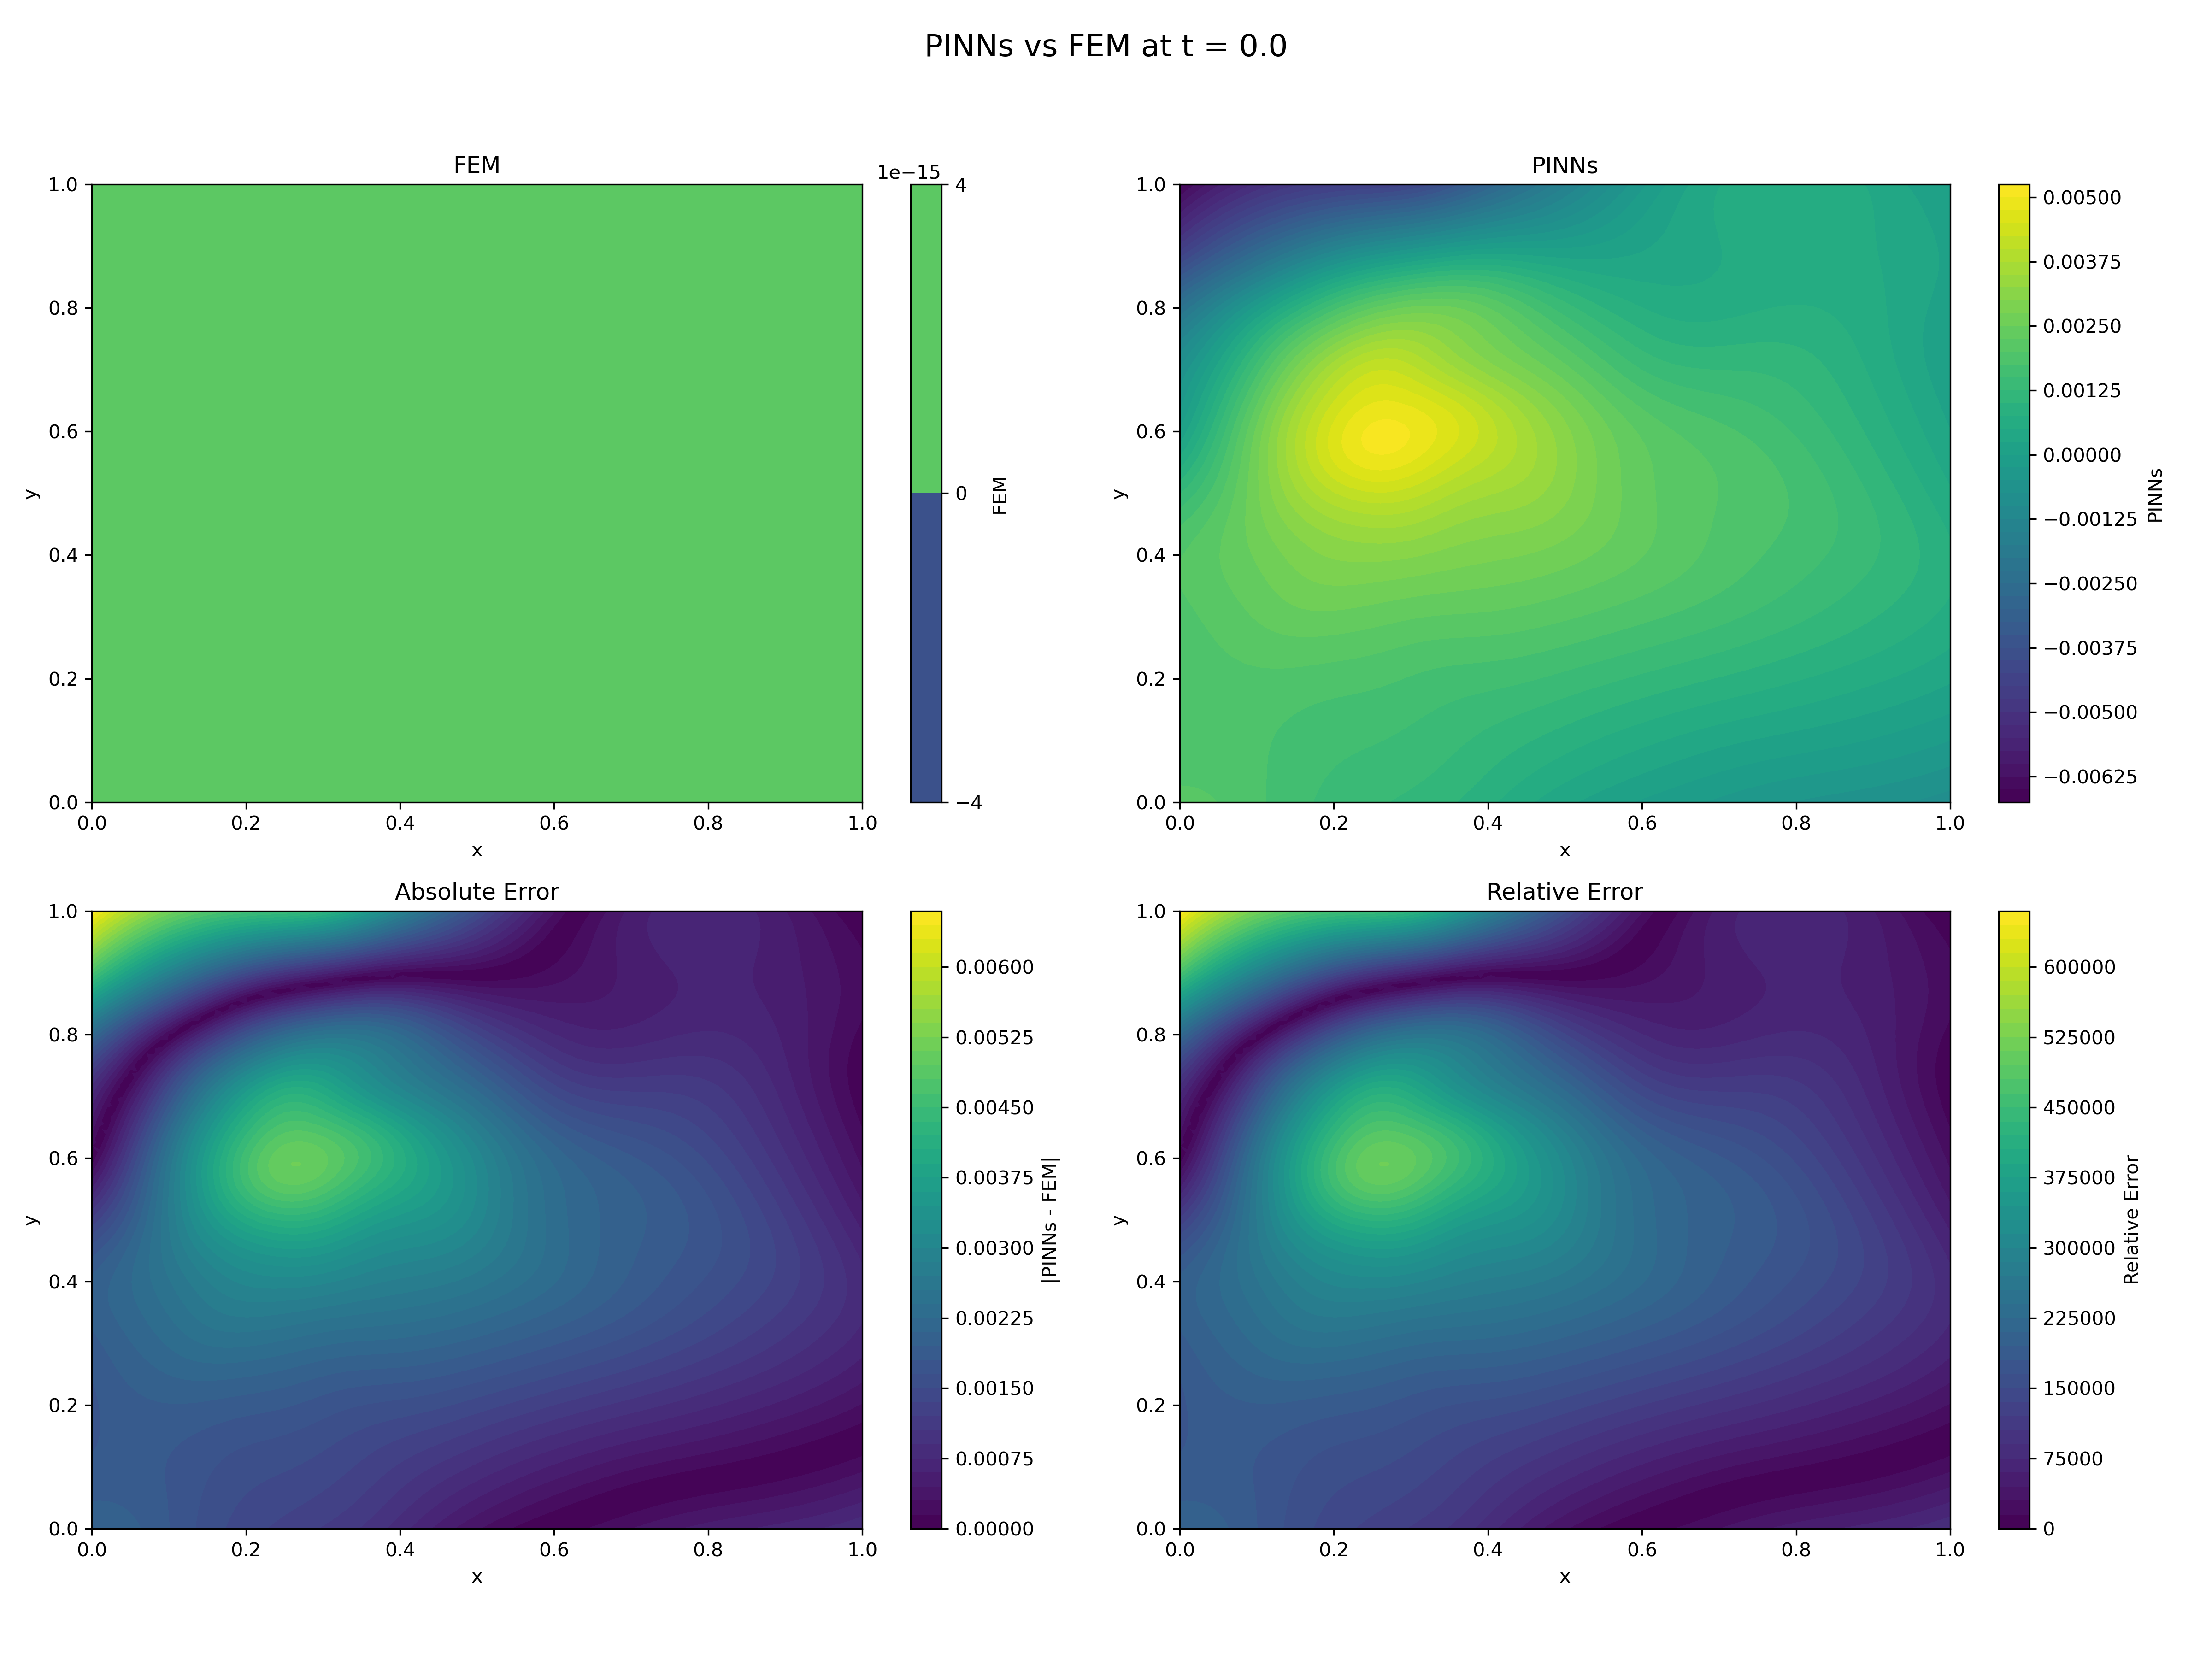 PINNs vs FEM at t = 0.0
FEM
1.0
0.8
0.6
0.4
0.2
0.0
0.0 0.2 0.4 0.6 0.8 1.0
x
y
1e−15
4
0
−4
FEM
PINNs
1.0
0.8
0.6
0.4
0.2
0.0
0.0 0.2 0.4 0.6 0.8 1.0
x
y
0.00500
0.00375
0.00250
0.00125
0.00000
−0.00125
−0.00250
−0.00375
−0.00500
−0.00625
PINNs
Absolute Error
1.0
0.8
0.6
0.4
0.2
0.0
0.0 0.2 0.4 0.6 0.8 1.0
x
y
0.00600
0.00525
0.00450
0.00375
0.00300
0.00225
0.00150
0.00075
0.00000
|PINNs - FEM|
Relative Error
1.0
0.8
0.6
0.4
0.2
0.0
0.0 0.2 0.4 0.6 0.8 1.0
x
y
600000
525000
450000
375000
300000
225000
150000
75000
0
Relative Error